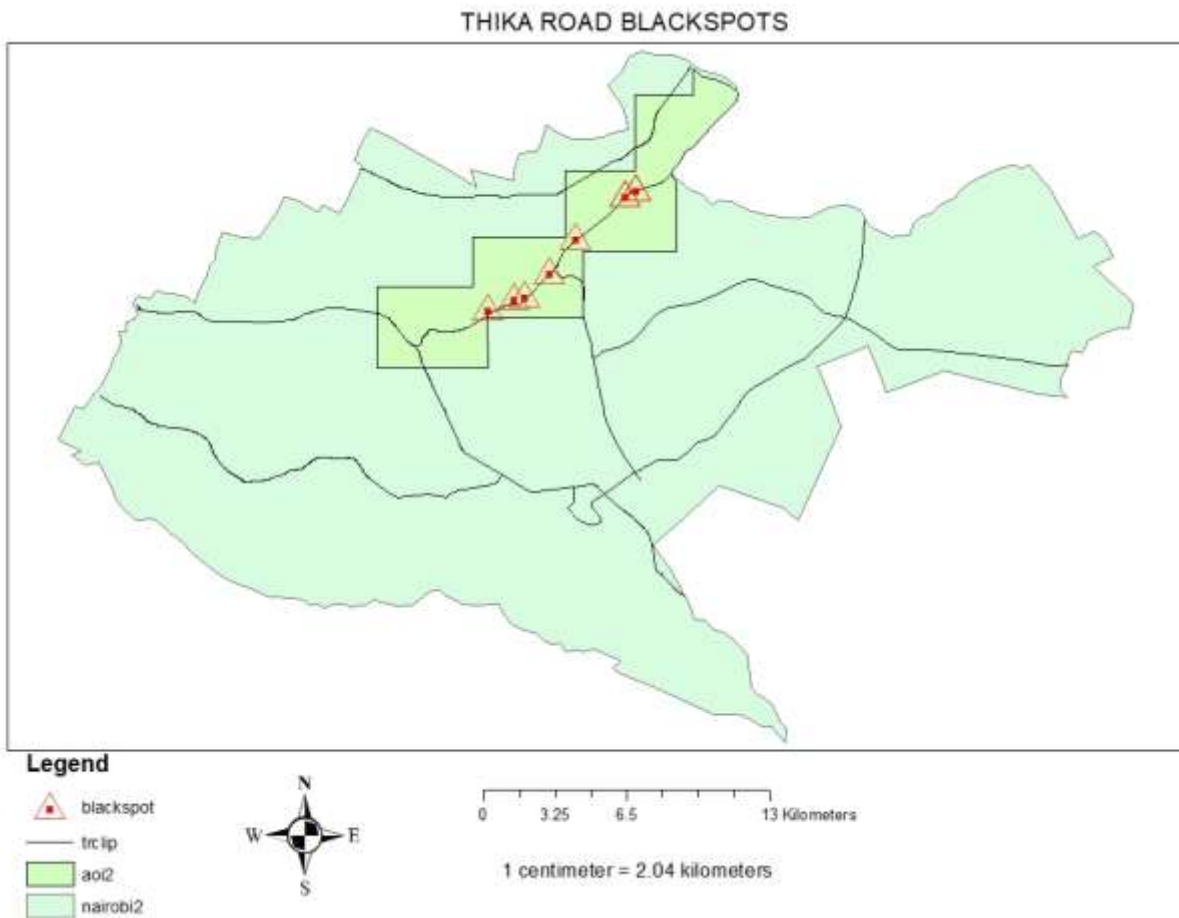 THIKA ROAD BLACKSPOTS
Legend
blackspot
trclip
aoi2
nairobi2
N
W E
S
0 3.25 6.5 13 Kilometers
1 centimeter = 2.04 kilometers